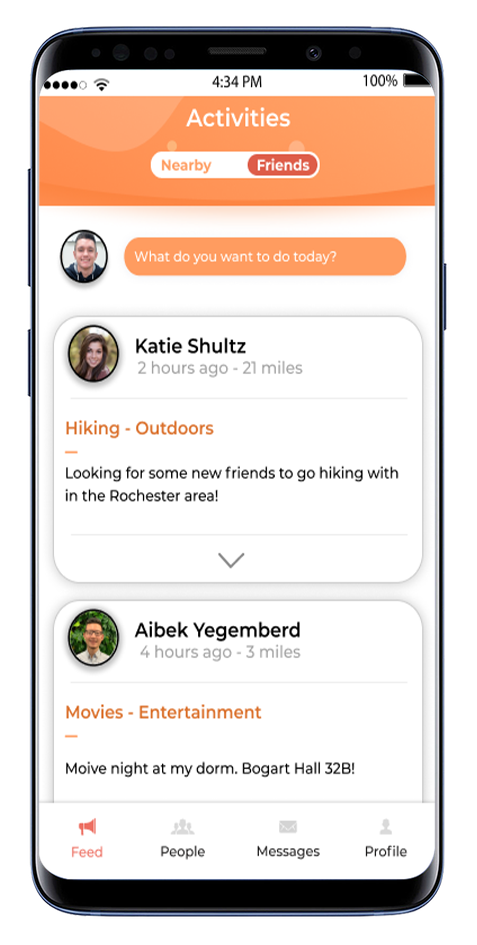 4:34 PM
100%
Activities
Nearby
Friends
What do you want to do today?
Katie Shultz
2 hours ago - 21 miles
Hiking - Outdoors
Looking for some new friends to go hiking with
in the Rochester area!
Aibek Yegemberd
4 hours ago - 3 miles
Movies - Entertainment
Moive night at my dorm. Bogart Hall 32B!
Feed
People
Messages
Profile